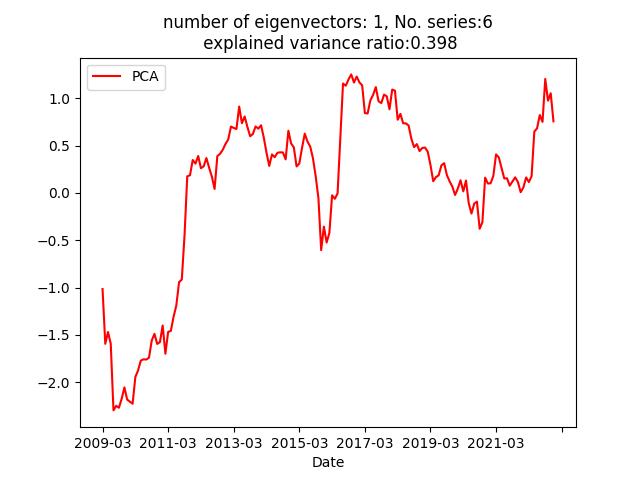 number of eigenvectors: 1, No. series:6
explained variance ratio:0.398
PCA
1.0
0.5
0.0
−0.5
−1.0
−1.5
−2.0
2009-03 2011-03 2013-03 2015-03 2017-03 2019-03 2021-03
Date